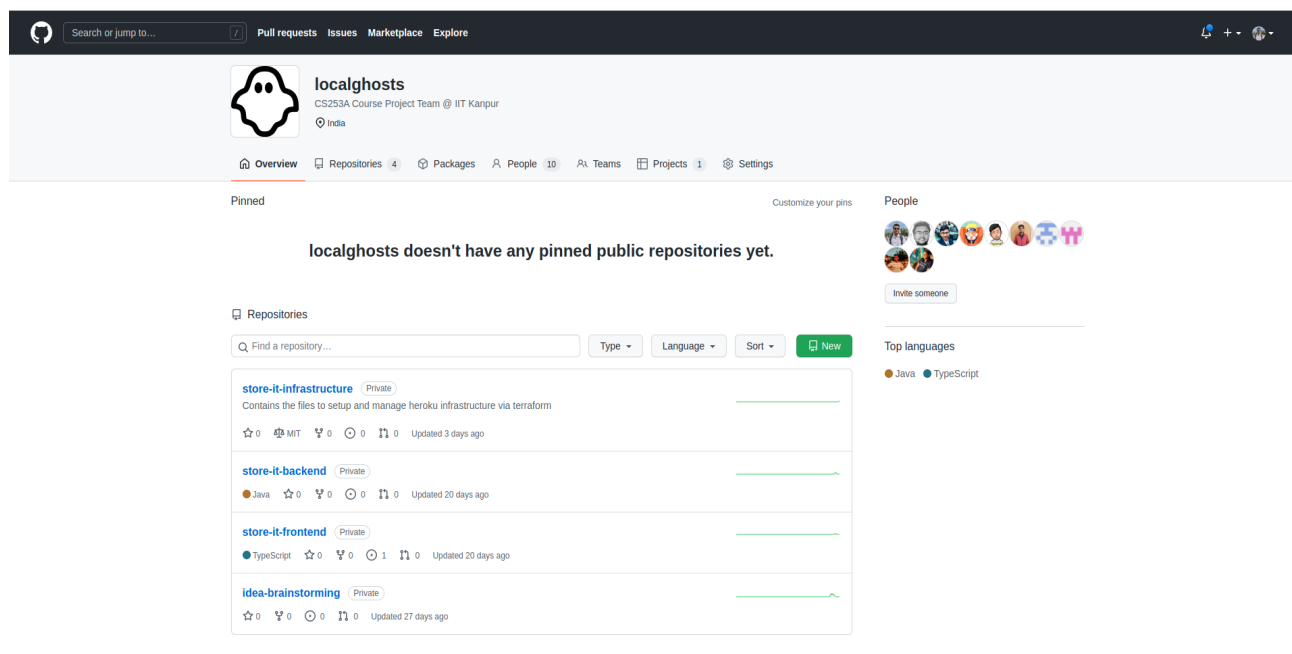 Search or jump to... / Pull requests Issues Marketplace Explore
localghosts
CS253A Course Project Team @ IIT Kanpur
India
Overview Repositories 4 Packages People 10 Teams Projects 1 Settings
Pinned Customize your pins
localghosts doesn't have any pinned public repositories yet.
Repositories
Find a repository... Type Language Sort New
store-it-infrastructure Private
Contains the files to setup and manage heroku infrastructure via terraform
0 MIT 0 0 0 Updated 3 days ago
store-it-backend Private
Java 0 0 0 0 Updated 20 days ago
store-it-frontend Private
TypeScript 0 0 1 0 Updated 20 days ago
idea-brainstorming Private
0 0 0 0 Updated 27 days ago
People
Invite someone
Top languages
Java TypeScript